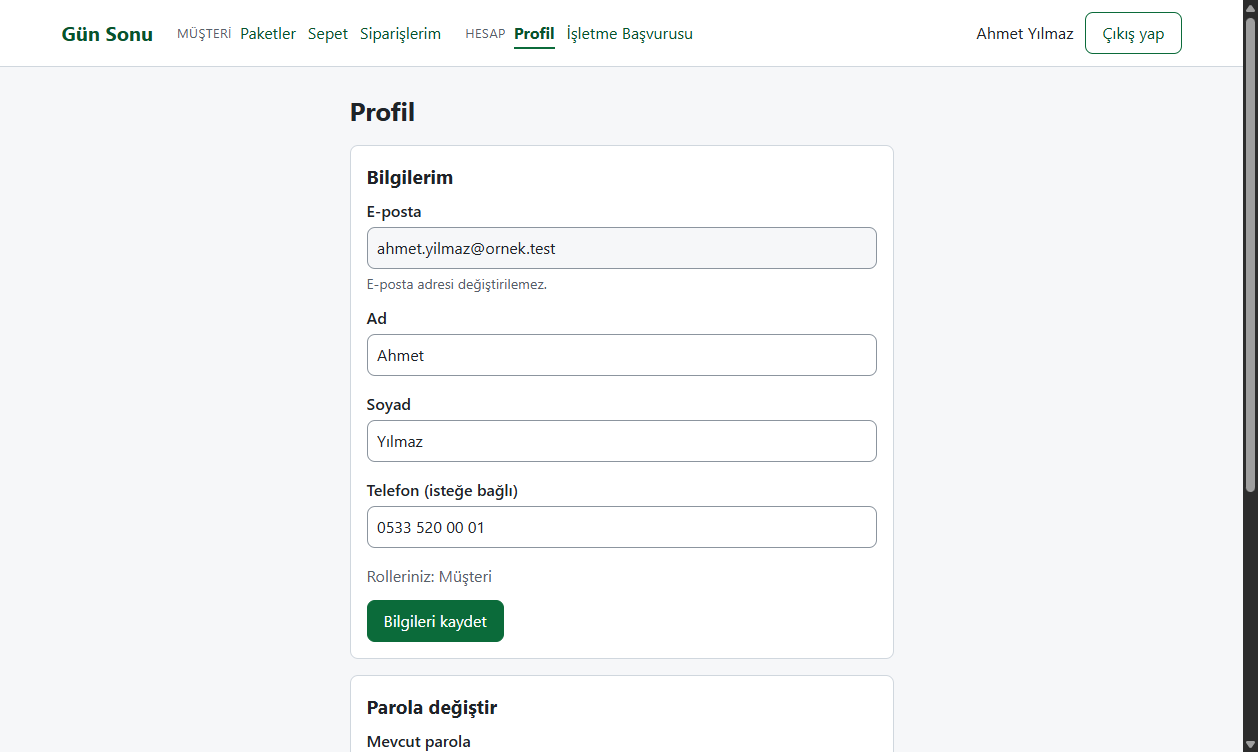 Gün Sonu MÜŞTERİ Paketler Sepet Siparişlerim HESAP Profil İşletme Başvurusu Ahmet Yılmaz Çıkış yap
Profil
Bilgilerim
E-posta
ahmet.yilmaz@ornek.test
E-posta adresi değiştirilemez.
Ad
Ahmet
Soyad
Yılmaz
Telefon (isteğe bağlı)
0533 520 00 01
Rolleriniz: Müşteri
Bilgileri kaydet
Parola değiştir
Mevcut parola